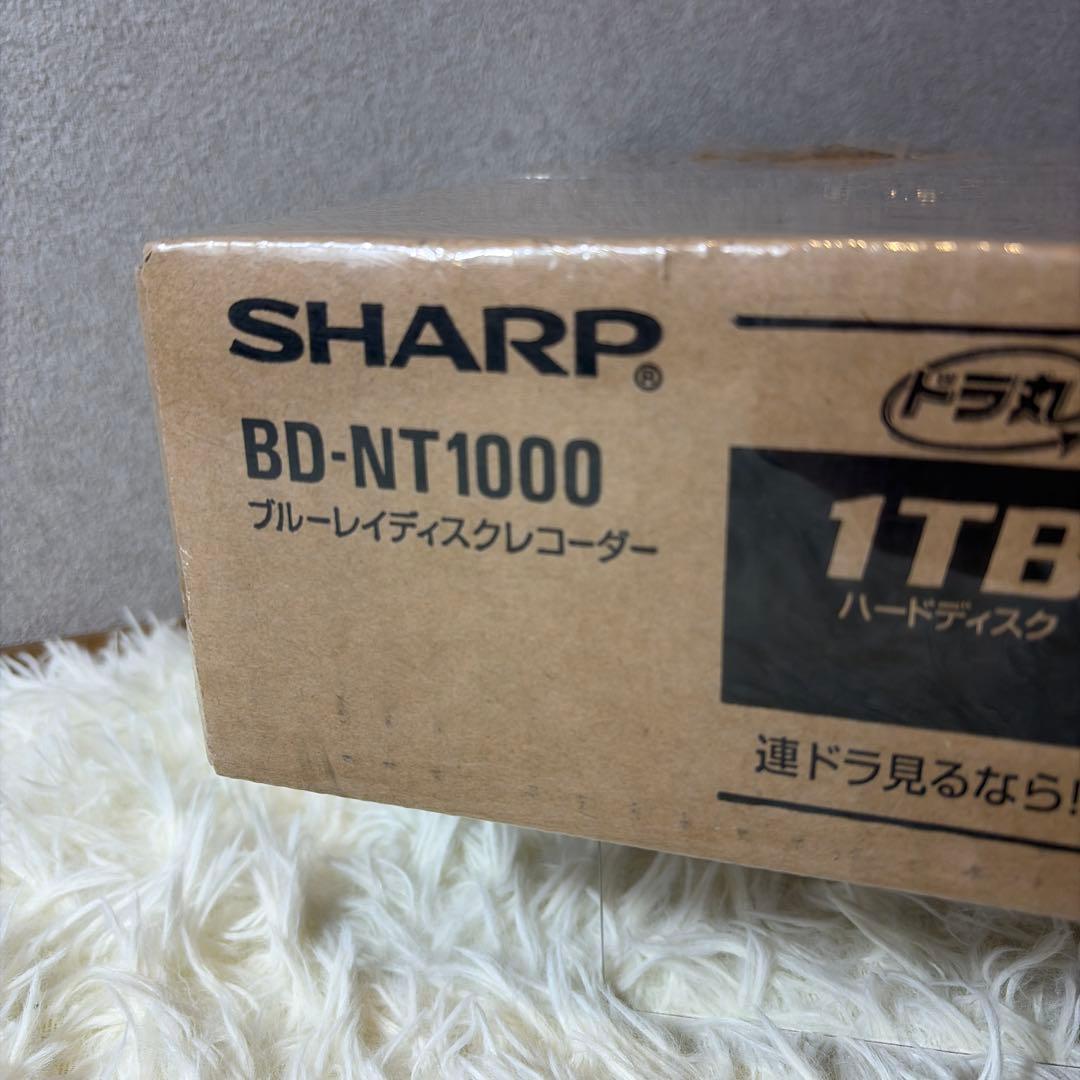 SHARP®
BD-NT1000
ブルーレイディスクレコーダー
ドラ丸
1TB
ハードディスク
連ドラ見るなら!